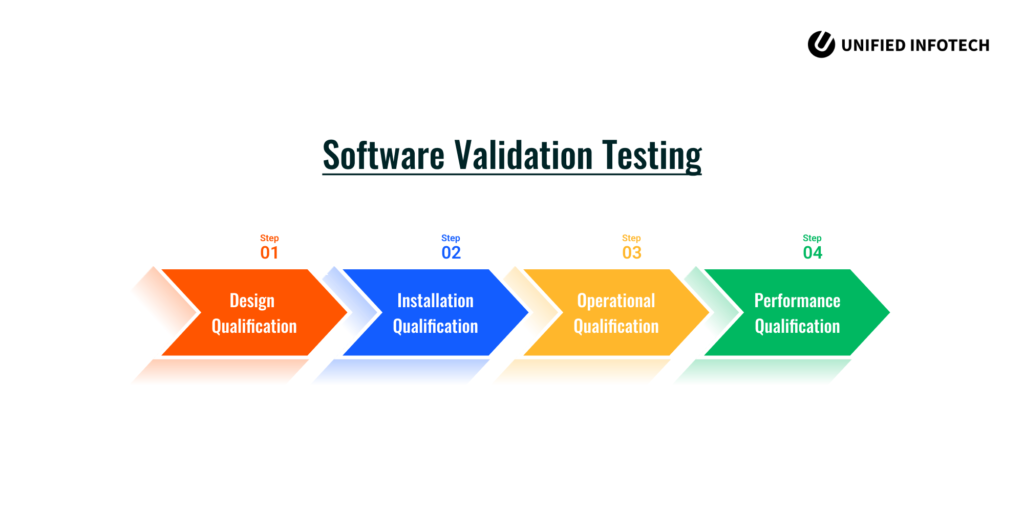 UNIFIED INFOTECH
Software Validation Testing
Step
01
Design
Qualification
Step
02
Installation
Qualification
Step
03
Operational
Qualification
Step
04
Performance
Qualification